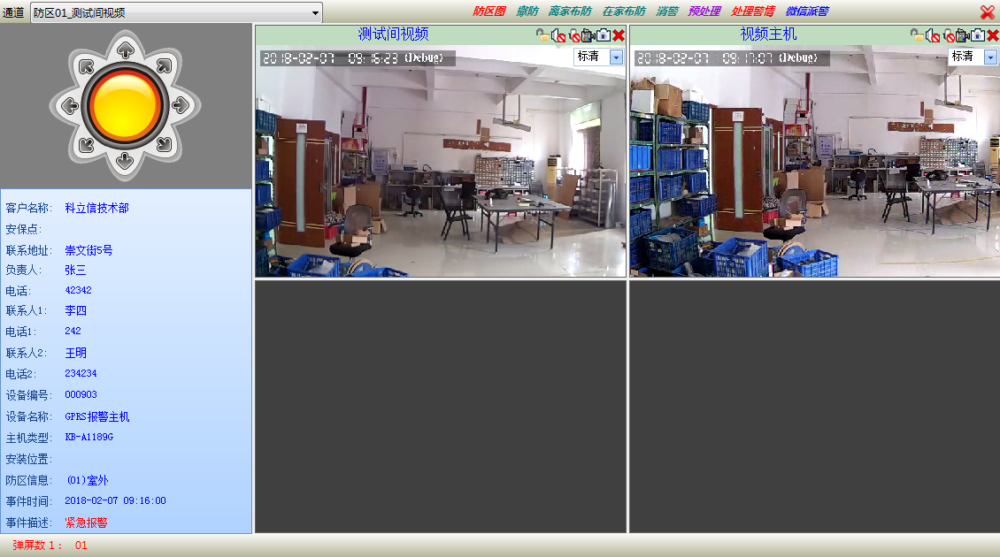 通道 防区01_测试间视频 防区图 撤防 离家布防 在家布防 消警 预处理 处理警情 微信派警
测试间视频
2018-02-07 09:16:23 (Debug) 标清
视频主机
2018-02-07 09:17:07 (Debug) 标清
客户名称: 科立信技术部
安保点:
联系地址: 崇文街5号
负责人: 张三
电话: 42342
联系人1: 李四
电话1: 242
联系人2: 王明
电话2: 234234
设备编号: 000903
设备名称: GPRS报警主机
主机类型: KB-A1189G
安装位置:
防区信息: (01)室外
事件时间: 2018-02-07 09:16:00
事件描述: 紧急报警
弹屏数 1: 01